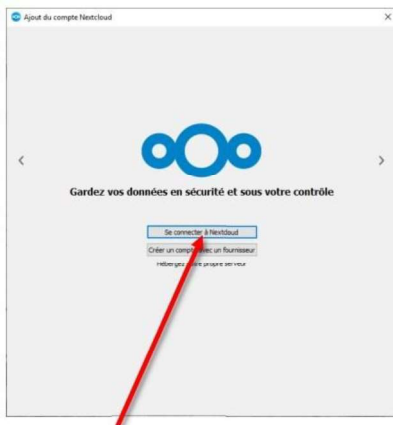 Ajout du compte Nextcloud
Gardez vos données en sécurité et sous votre contrôle
Se connecter à Nextcloud
Créer un compte avec un fournisseur
Hébergez votre propre serveur